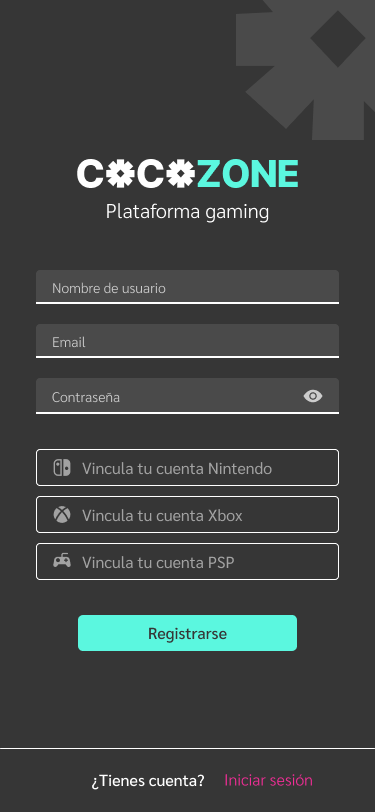 COCOZONE
Plataforma gaming
Nombre de usuario
Email
Contraseña
Vincula tu cuenta Nintendo
Vincula tu cuenta Xbox
Vincula tu cuenta PSP
Registrarse
¿Tienes cuenta? Iniciar sesión